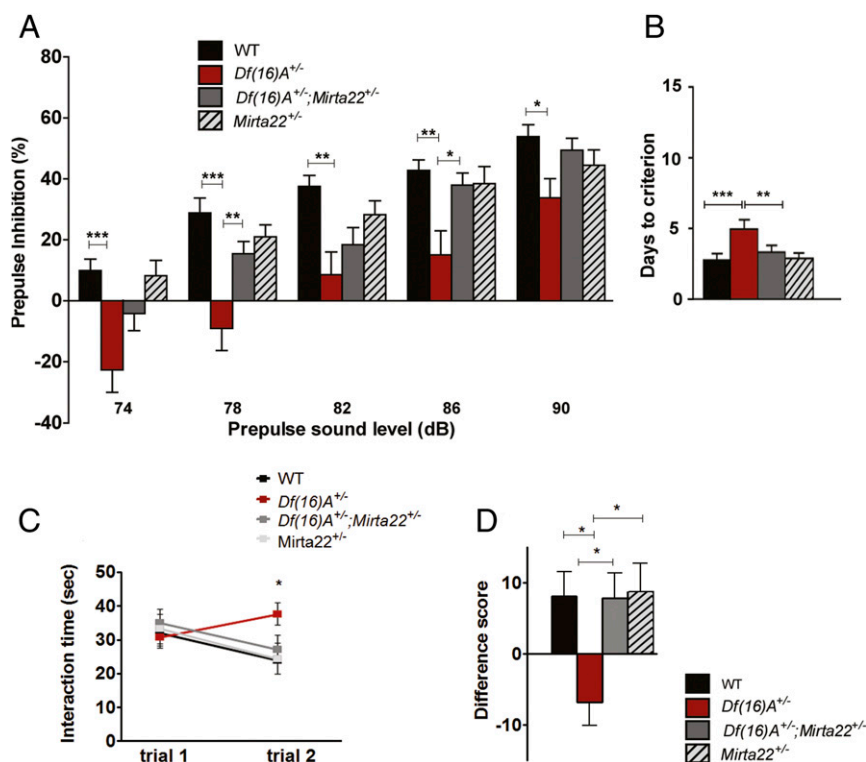 A
WT
Df(16)A+/-
Df(16)A+/-;Mirta22+/-
Mirta22+/-
Prepulse Inhibition (%)
80
60
40
20
0
-20
-40
***
***
**
**
**
*
*
74 78 82 86 90
Prepulse sound level (dB)
B
Days to criterion
15
10
5
0
*** **
C
WT
Df(16)A+/-
Df(16)A+/-;Mirta22+/-
Mirta22+/-
Interaction time (sec)
50
40
30
20
10
0
*
trial 1 trial 2
D
Difference score
10
0
-10
*
*
*
WT
Df(16)A+/-
Df(16)A+/-;Mirta22+/-
Mirta22+/-